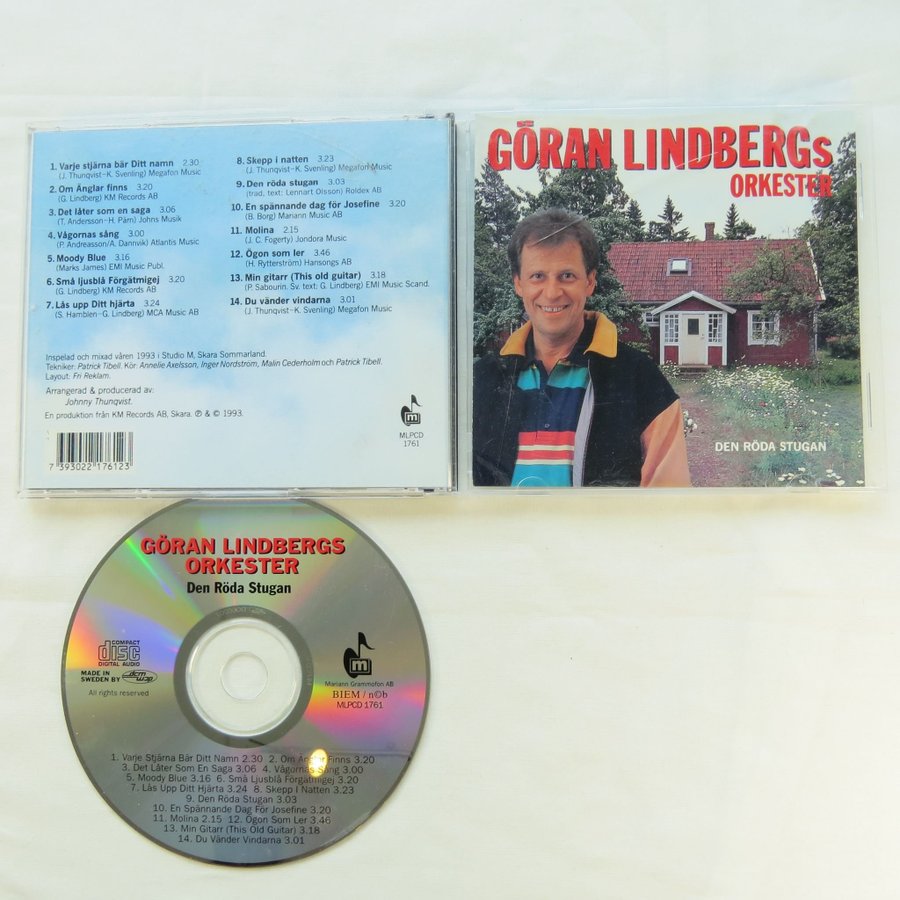 1. Varje stjärna bär Ditt namn 2.30
(J. Thunqvist–K. Svenling) Megafon Music
2. Om Änglar finns 3.20
(G. Lindberg) KM Records AB
3. Det låter som en saga 3.06
(T. Andersson–H. Pärn) Johns Musik
4. Vågornas sång 3.00
(P. Andreasson/A. Dannvik) Atlantis Music
5. Moody Blue 3.16
(Marks James) EMI Music Publ.
6. Små ljusblå Förgätmigej 3.20
(G. Lindberg) KM Records AB
7. Lås upp Ditt hjärta 3.24
(S. Hamblen–G. Lindberg) MCA Music AB
8. Skepp i natten 3.23
(J. Thunqvist–K. Svenling) Megafon Music
9. Den röda stugan 3.03
(trad. text: Lennart Olsson) Roldex AB
10. En spännande dag för Josefine 3.20
(B. Borg) Mariann Music AB
11. Molina 2.15
(J. C. Fogerty) Jondora Music
12. Ögon som ler 3.46
(H. Rytterström) Hansongs AB
13. Min gitarr (This old guitar) 3.18
(P. Sabourin. Sv. text: G. Lindberg) EMI Music Scand.
14. Du vänder vindarna 3.01
(J. Thunqvist–K. Svenling) Megafon Music
Inspelad och mixad våren 1993 i Studio M, Skara Sommarland.
Tekniker: Patrick Tibell. Kör: Annelie Axelsson, Inger Nordström, Malin Cederholm och Patrick Tibell.
Layout: Fri Reklam.
Arrangerad & producerad av:
Johnny Thunqvist.
En produktion från KM Records AB, Skara. ℗ & © 1993.
m
MLPCD
1761
7 393022 176123
GÖRAN LINDBERGs
ORKESTER
DEN RÖDA STUGAN
GÖRAN LINDBERGS
ORKESTER
Den Röda Stugan
COMPACT
disc
DIGITAL AUDIO
MADE IN
SWEDEN BY dcm
All rights reserved
m
Mariann Grammofon AB
BIEM / n©b
MLPCD 1761
1. Varje Stjärna Bär Ditt Namn 2.30 2. Om Änglar Finns 3.20
3. Det Låter Som En Saga 3.06 4. Vågornas Sång 3.00
5. Moody Blue 3.16 6. Små Ljusblå Förgätmigej 3.20
7. Lås Upp Ditt Hjärta 3.24 8. Skepp I Natten 3.23
9. Den Röda Stugan 3.03
10. En Spännande Dag För Josefine 3.20
11. Molina 2.15 12. Ögon Som Ler 3.46
13. Min Gitarr (This Old Guitar) 3.18
14. Du Vänder Vindarna 3.01